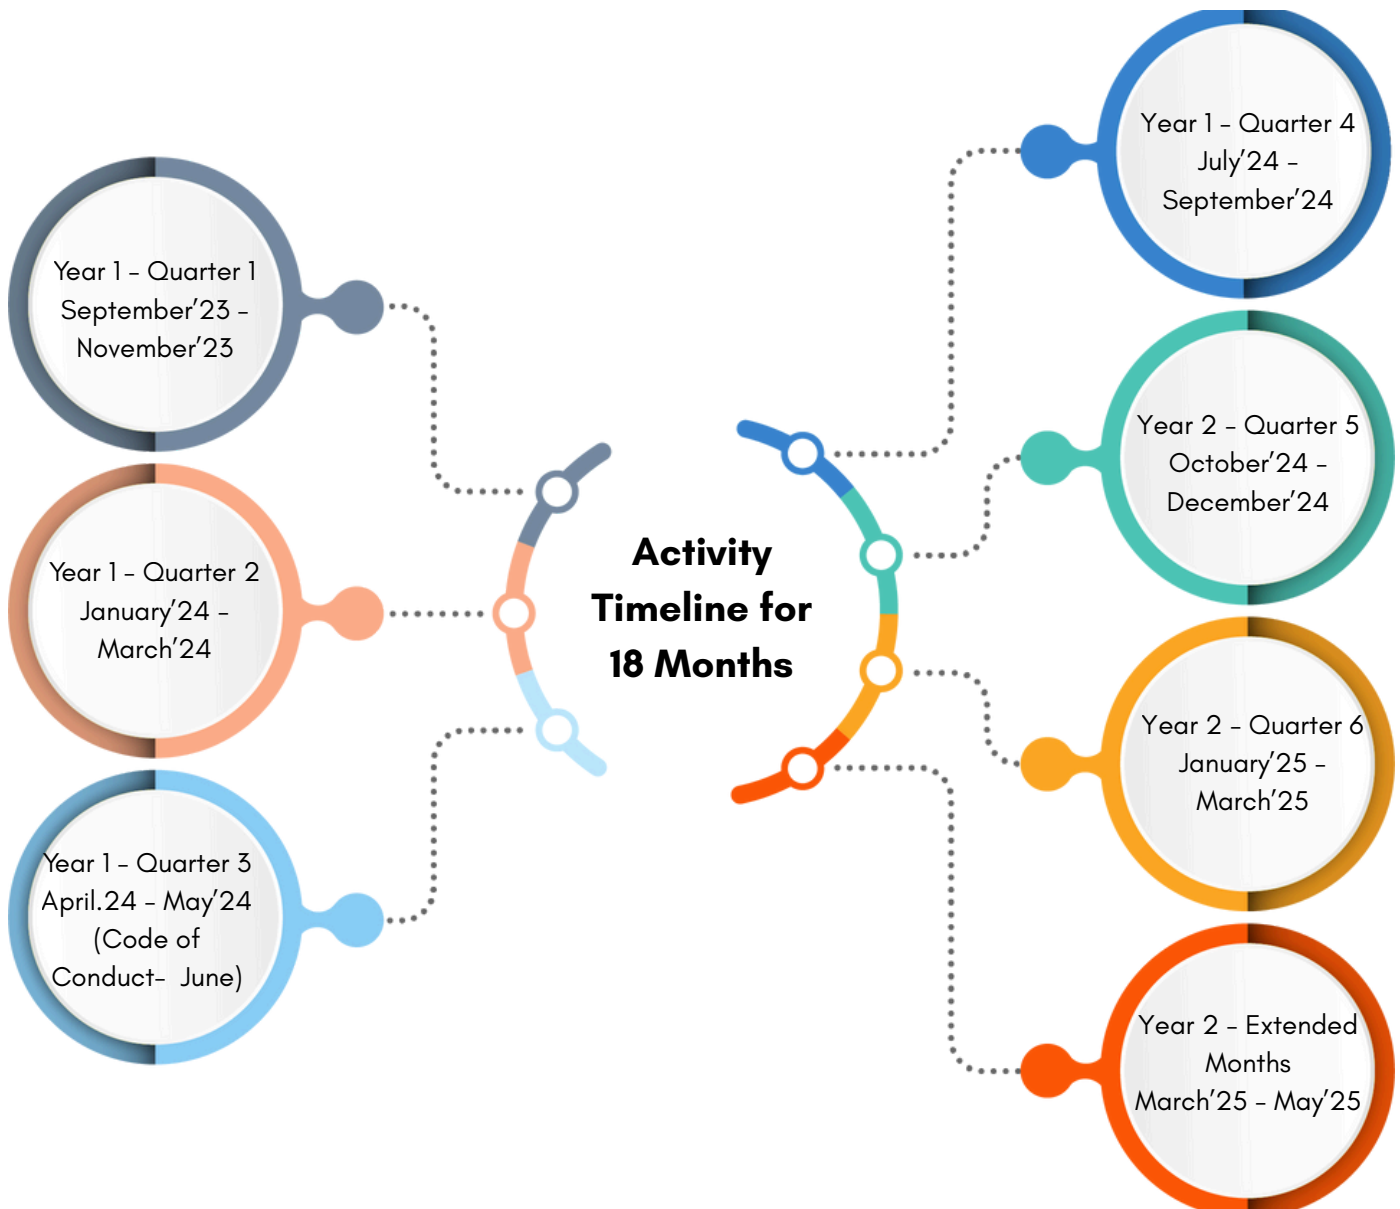 Activity
Timeline for
18 Months
Year 1 - Quarter 1
September'23 -
November'23
Year 1 - Quarter 2
January'24 -
March'24
Year 1 - Quarter 3
April.24 - May'24
(Code of
Conduct-  June)
Year 1 - Quarter 4
July'24 -
September'24
Year 2 - Quarter 5
October'24 -
December'24
Year 2 - Quarter 6
January'25 -
March'25
Year 2 - Extended
Months
March'25 - May'25